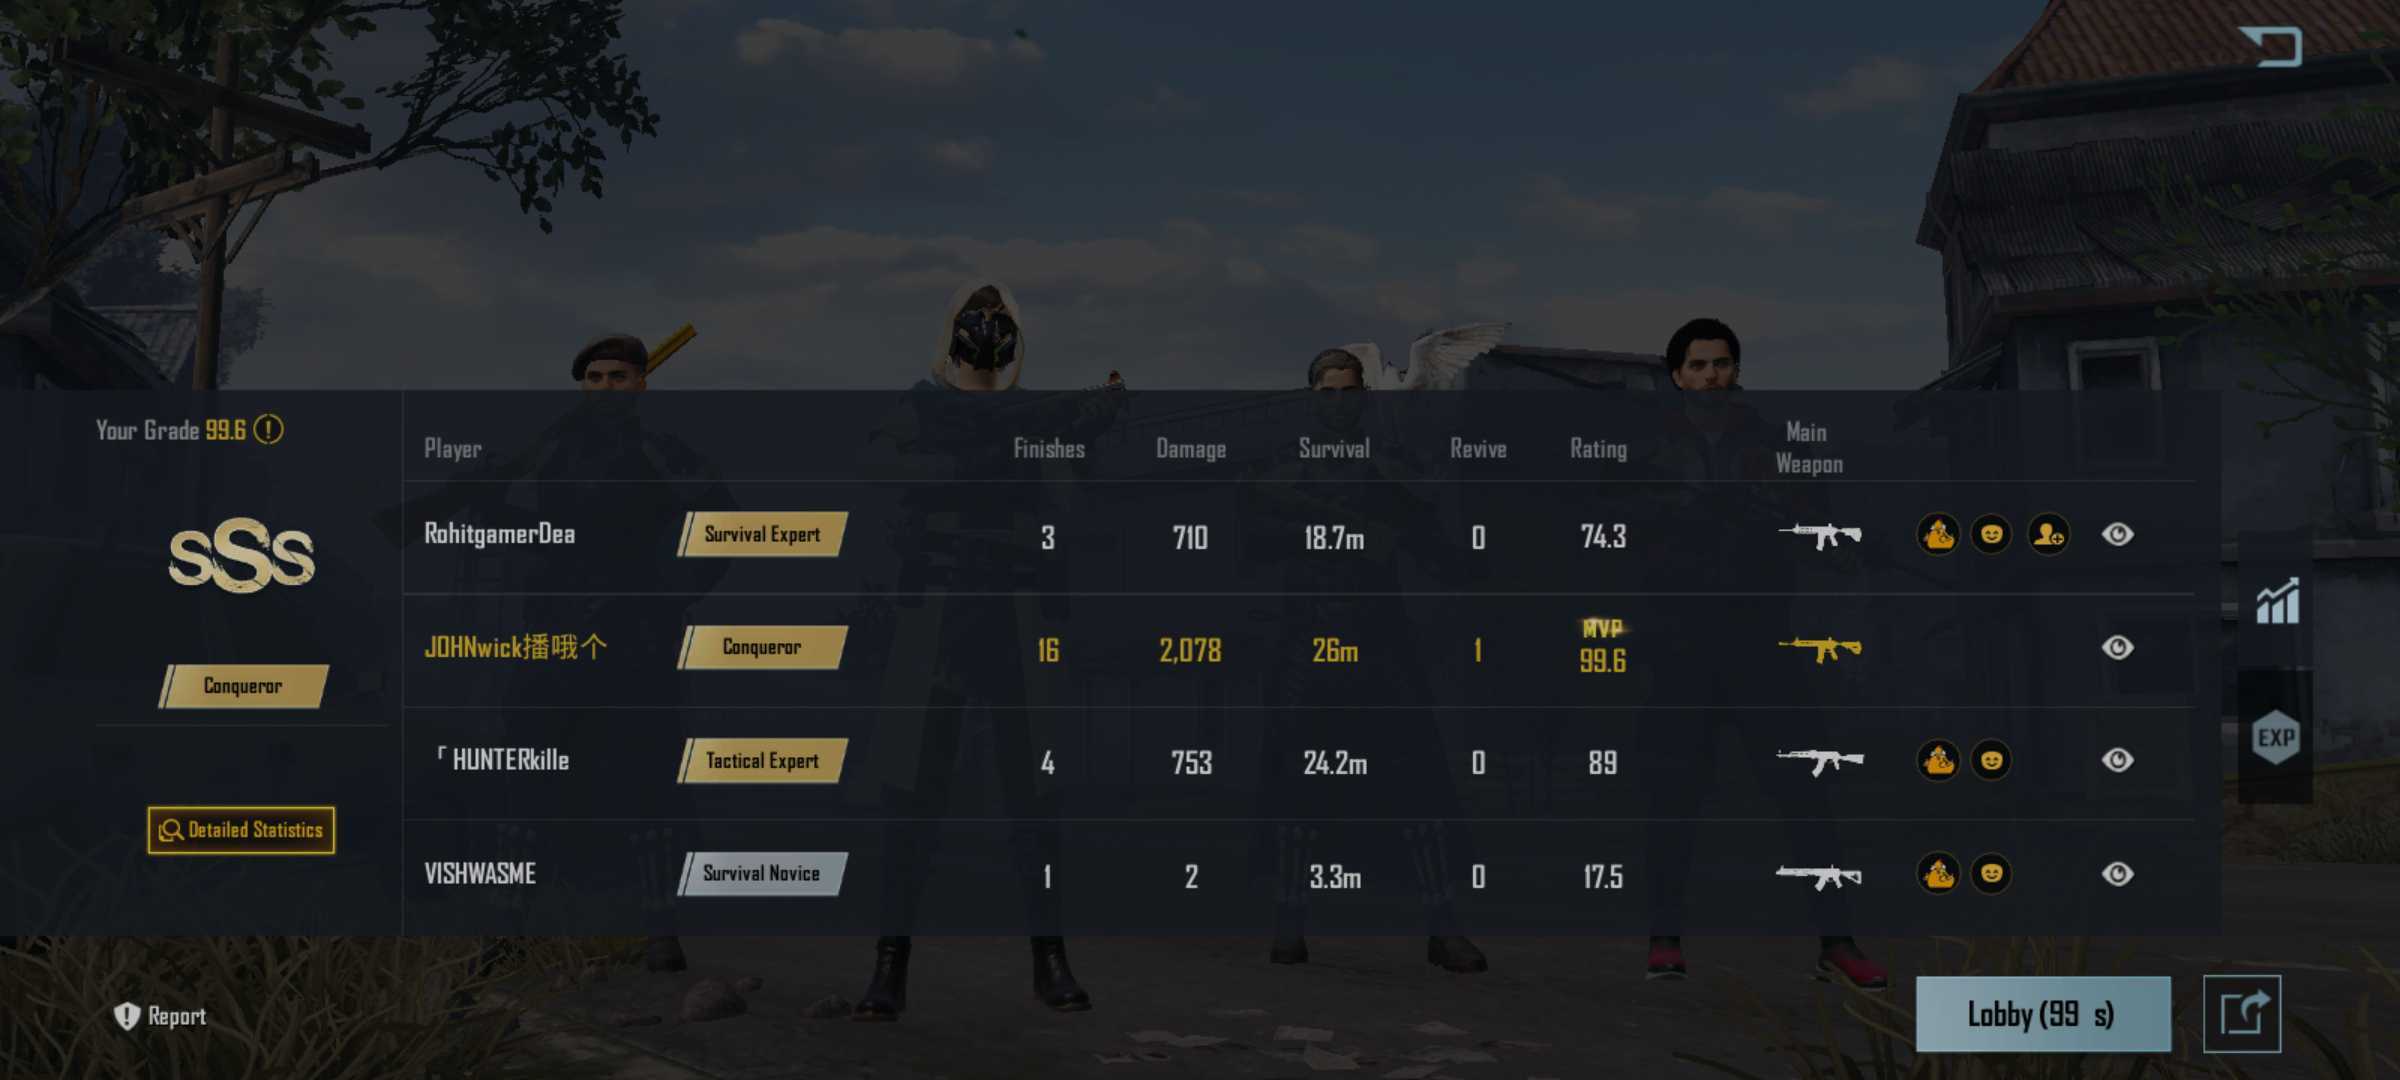 Your Grade 99.6
sSs
Conqueror
Detailed Statistics
Player Finishes Damage Survival Revive Rating Main Weapon
RohitgamerDea Survival Expert 3 710 18.7m 0 74.3
JOHNwick播哦个 Conqueror 16 2,078 26m 1 MVP 99.6
「 HUNTERkille Tactical Expert 4 753 24.2m 0 89
VISHWASME Survival Novice 1 2 3.3m 0 17.5
EXP
Report
Lobby (99 s)